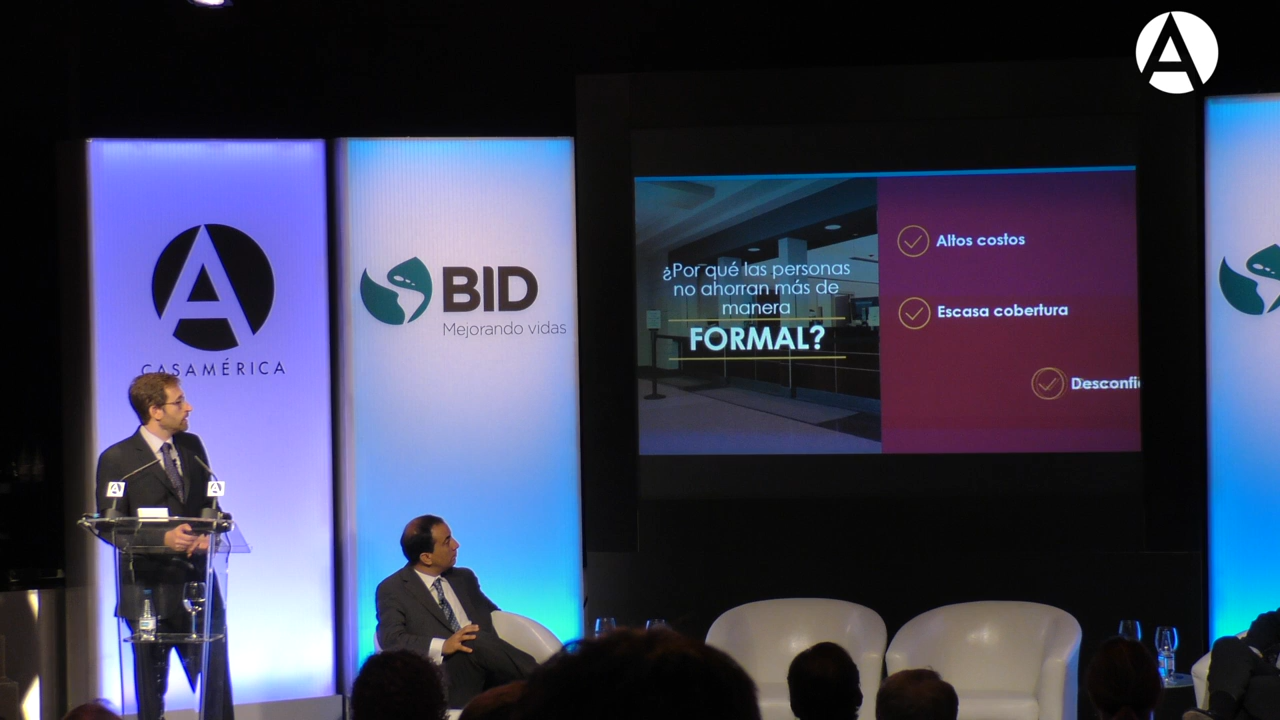 A
A
CASAMÉRICA
BID
Mejorando vidas
¿Por qué las personas
no ahorran más de
manera
FORMAL?
Altos costos
Escasa cobertura
A
A